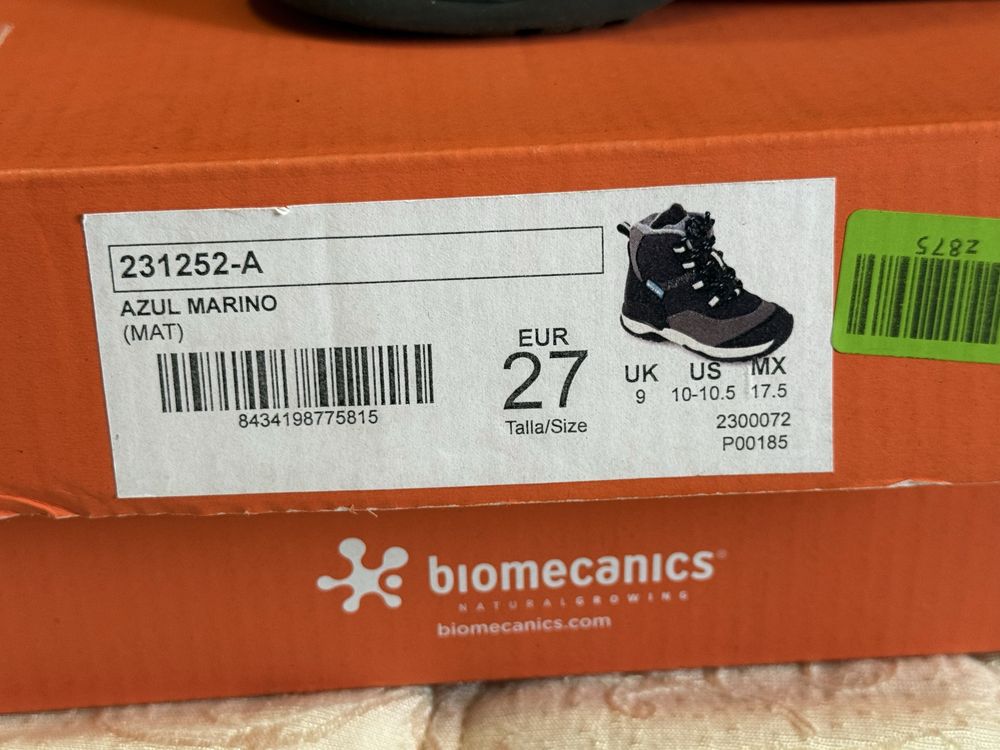 231252-A
AZUL MARINO
(MAT)
8434198775815
EUR
27
Talla/Size
UK US MX
9 10-10.5 17.5
2300072
P00185
z875
biomecanics®
NATURALGROWING
biomecanics.com